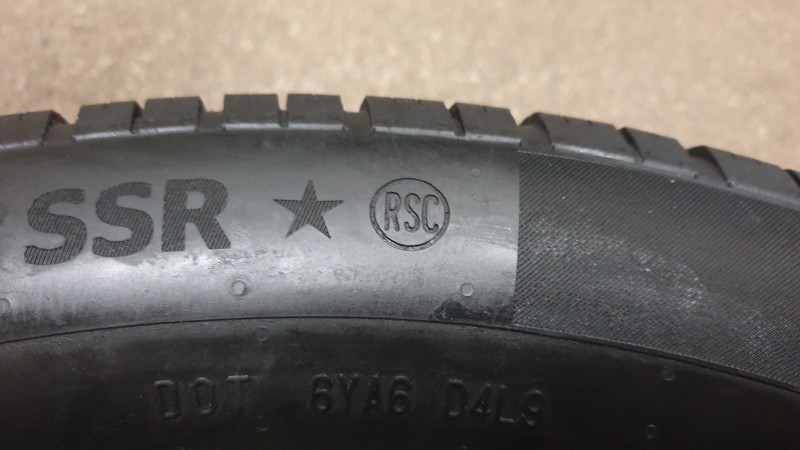 SSR ★ RSC
DOT 6YA6 D4L9